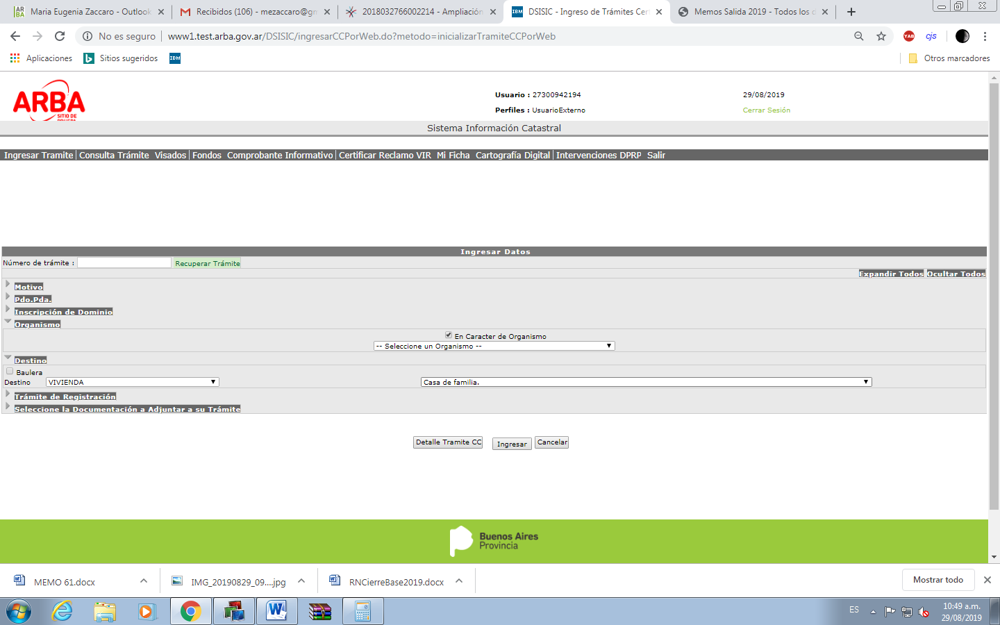 Maria Eugenia Zaccaro - Outlook
Recibidos (106) - mezaccaro@gm
2018032766002214 - Ampliación
DSISIC - Ingreso de Trámites Cer
Memos Salida 2019 - Todos los d
No es seguro | www1.test.arba.gov.ar/DSISIC/ingresarCCPorWeb.do?metodo=inicializarTramiteCCPorWeb
YAB
cjs
Aplicaciones
Sitios sugeridos
IBM
Otros marcadores
ARBA
SITIO DE
Usuario : 27300942194
29/08/2019
Perfiles : UsuarioExterno
Cerrar Sesión
Sistema Información Catastral
Ingresar Tramite | Consulta Trámite Visados | Fondos Comprobante Informativo | Certificar Reclamo VIR Mi Ficha Cartografía Digital | Intervenciones DPRP Salir
Ingresar Datos
Número de trámite :
Recuperar Trámite
Expandir Todos Ocultar Todos
Motivo
Pdo.Pda.
Inscripción de Dominio
Organismo
En Caracter de Organismo
-- Seleccione un Organismo --
Destino
Baulera
Destino VIVIENDA Casa de familia.
Trámite de Registración
Seleccione la Documentación a Adjuntar a su Trámite
Detalle Tramite CC
Ingresar
Cancelar
Buenos Aires
Provincia
MEMO 61.docx
IMG_20190829_09....jpg
RNCierreBase2019.docx
Mostrar todo
ES
10:49 a.m.
29/08/2019